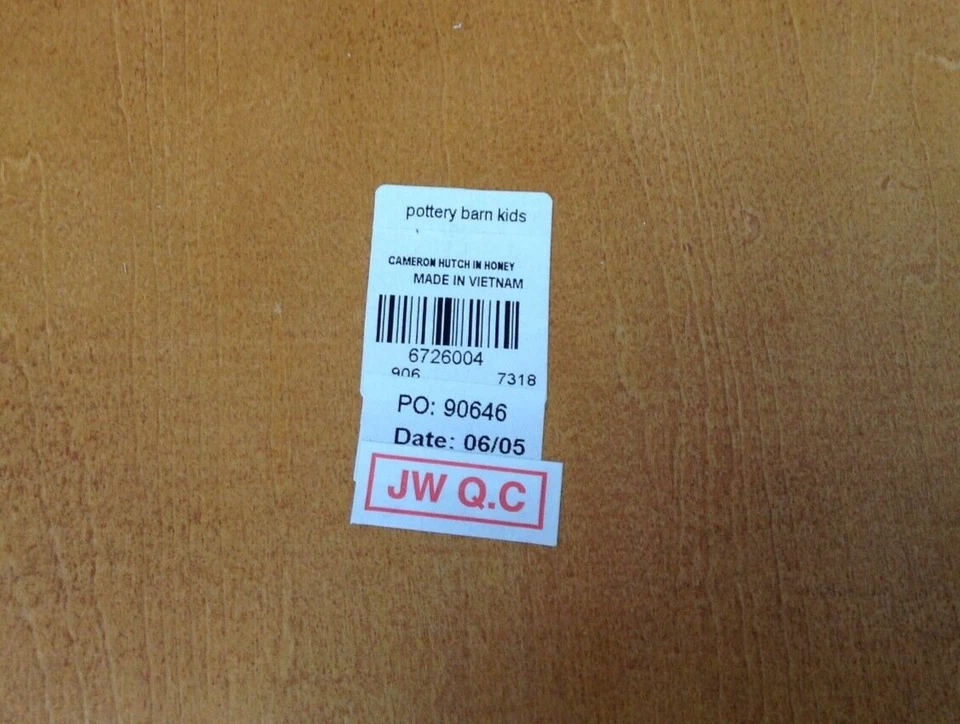 pottery barn kids
CAMERON HUTCH IN HONEY
MADE IN VIETNAM
6726004
906 7318
PO: 90646
Date: 06/05
JW Q.C